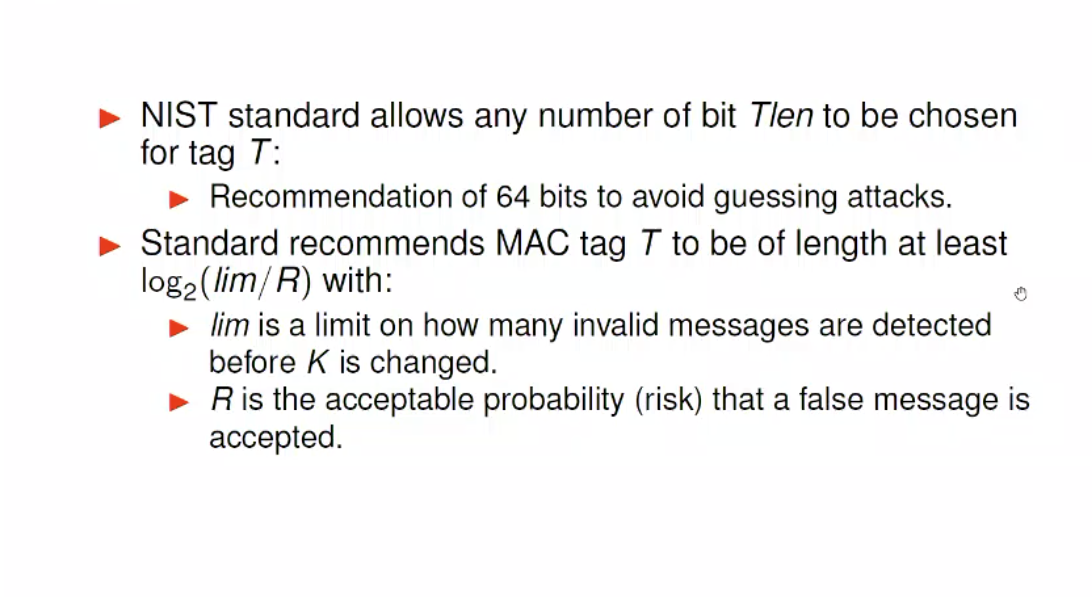 NIST standard allows any number of bit Tlen to be chosen
for tag T:
Recommendation of 64 bits to avoid guessing attacks.
Standard recommends MAC tag T to be of length at least
log₂(lim/R) with:
lim is a limit on how many invalid messages are detected
before K is changed.
R is the acceptable probability (risk) that a false message is
accepted.